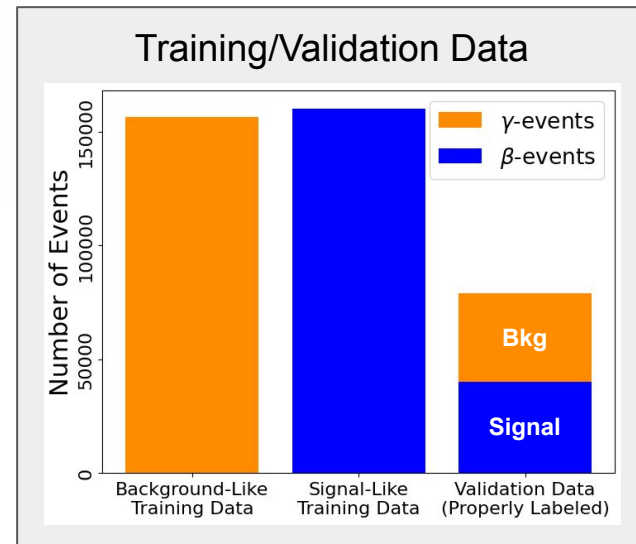 Training/Validation Data
Number of Events
150000
100000
50000
0
γ-events
β-events
Bkg
Signal
Background-Like
Training Data
Signal-Like
Training Data
Validation Data
(Properly Labeled)